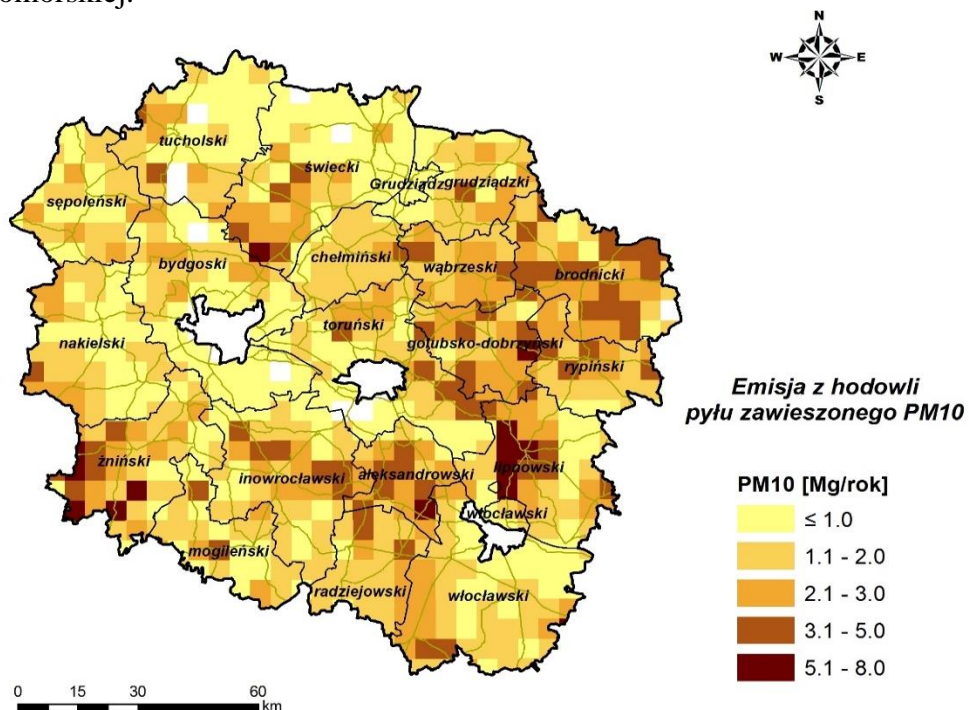 omorskiej.
N
W E
S
tucholski
świecki
Grudziądz grudziądzki
sępoleński
chełmiński
bydgoski
wąbrzeski
brodnicki
toruński
nakielski
golubsko-dobrzyński
rypiński
Emisja z hodowli
pyłu zawieszonego PM10
żniński
inowrocławski
aleksandrowski
lipnowski
włocławski
mogileński
radziejowski
włocławski
PM10 [Mg/rok]
≤ 1.0
1.1 - 2.0
2.1 - 3.0
3.1 - 5.0
5.1 - 8.0
0 15 30 60
km